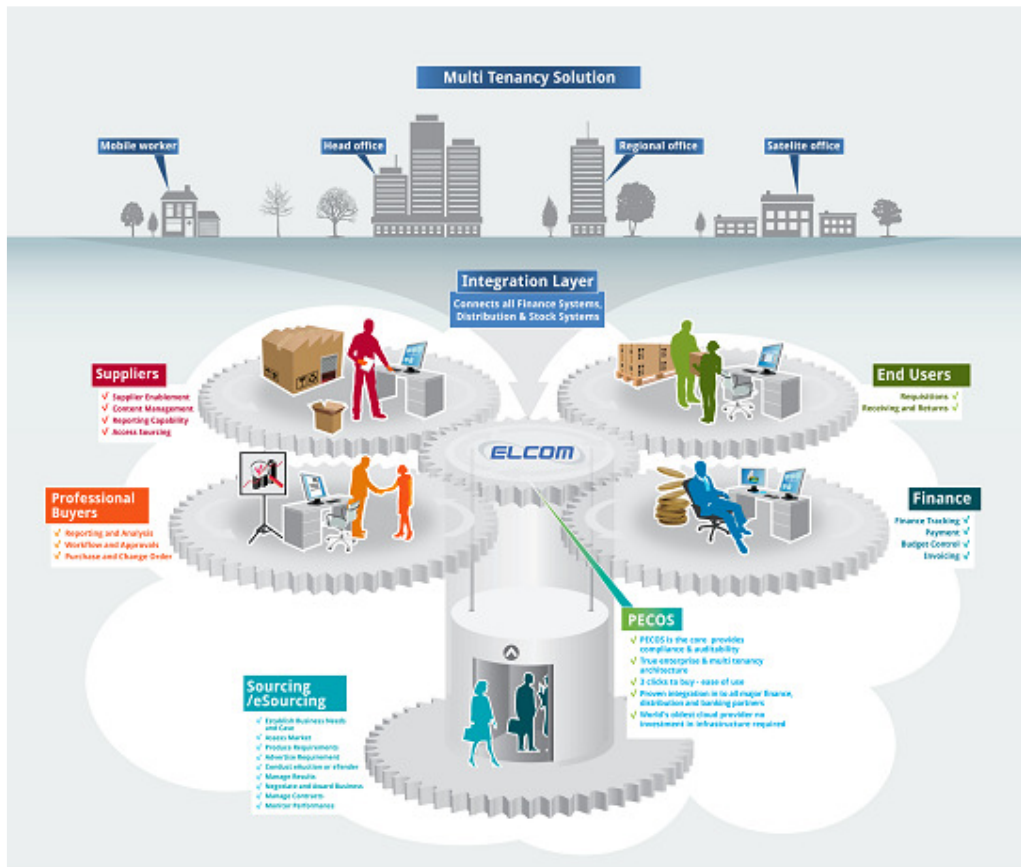 Multi Tenancy Solution
Mobile worker
Head office
Regional office
Satelite office
Integration Layer
Connects all Finance Systems,
Distribution & Stock Systems
Suppliers
√ Supplier Enablement
√ Content Management
√ Reporting Capability
√ Access Sourcing
End Users
Requisitions √
Receiving and Returns √
ELCOM
Professional
Buyers
√ Reporting and Analysis
√ Workflow and Approvals
√ Purchase and Change Order
Finance
Finance Tracking √
Payment √
Budget Control √
Invoicing √
PECOS
√ PECOS is the core provides
compliance & auditability
√ True enterprise & multi tenancy
architecture
√ 3 clicks to buy - ease of use
√ Proven integration in to all major finance,
distribution and banking partners
√ World's oldest cloud provider no
investment in infrastructure required
Sourcing
/eSourcing
√ Establish Business Needs
and Case
√ Assess Market
√ Produce Requirements
√ Advertise Requirement
√ Conduct eAuction or eTender
√ Manage Results
√ Negotiate and Award Business
√ Manage Contracts
√ Monitor Performance